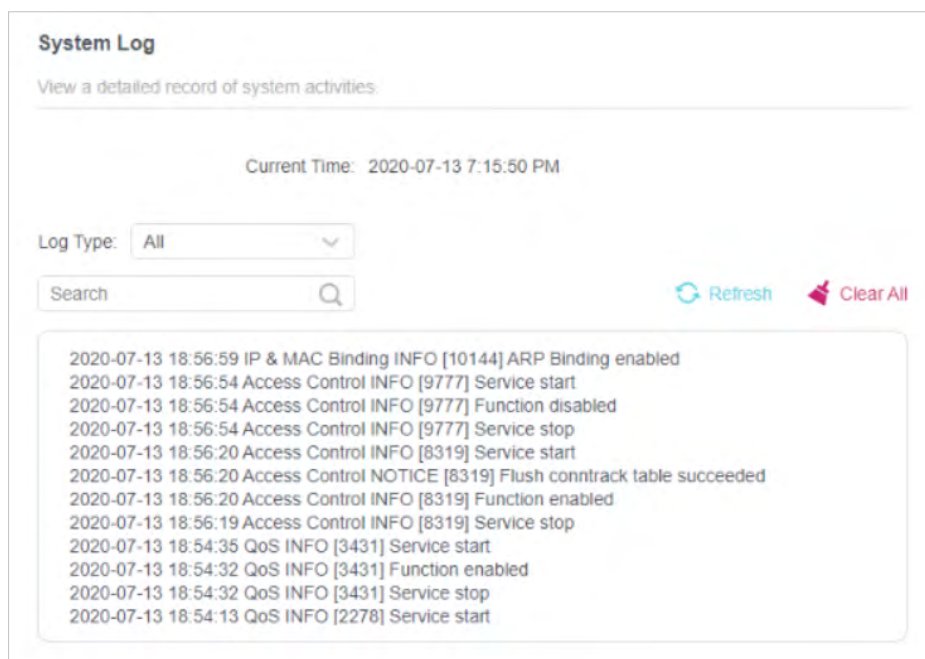 System Log
View a detailed record of system activities.
Current Time: 2020-07-13 7:15:50 PM
Log Type: All
Search
Refresh Clear All
2020-07-13 18:56:59 IP & MAC Binding INFO [10144] ARP Binding enabled
2020-07-13 18:56:54 Access Control INFO [9777] Service start
2020-07-13 18:56:54 Access Control INFO [9777] Function disabled
2020-07-13 18:56:54 Access Control INFO [9777] Service stop
2020-07-13 18:56:20 Access Control INFO [8319] Service start
2020-07-13 18:56:20 Access Control NOTICE [8319] Flush conntrack table succeeded
2020-07-13 18:56:20 Access Control INFO [8319] Function enabled
2020-07-13 18:56:19 Access Control INFO [8319] Service stop
2020-07-13 18:54:35 QoS INFO [3431] Service start
2020-07-13 18:54:32 QoS INFO [3431] Function enabled
2020-07-13 18:54:32 QoS INFO [3431] Service stop
2020-07-13 18:54:13 QoS INFO [2278] Service start